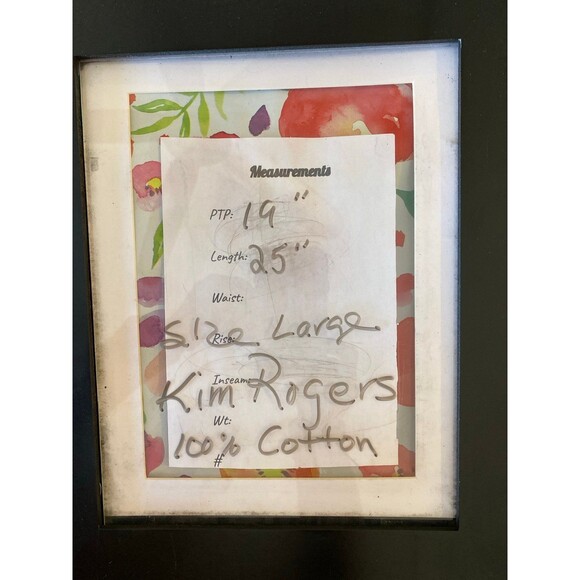 Measurements
PTP: 19"
Length: 25"
Waist:
Rise:
Size Large
Inseam:
Kim Rogers
Wt:
100% Cotton
#